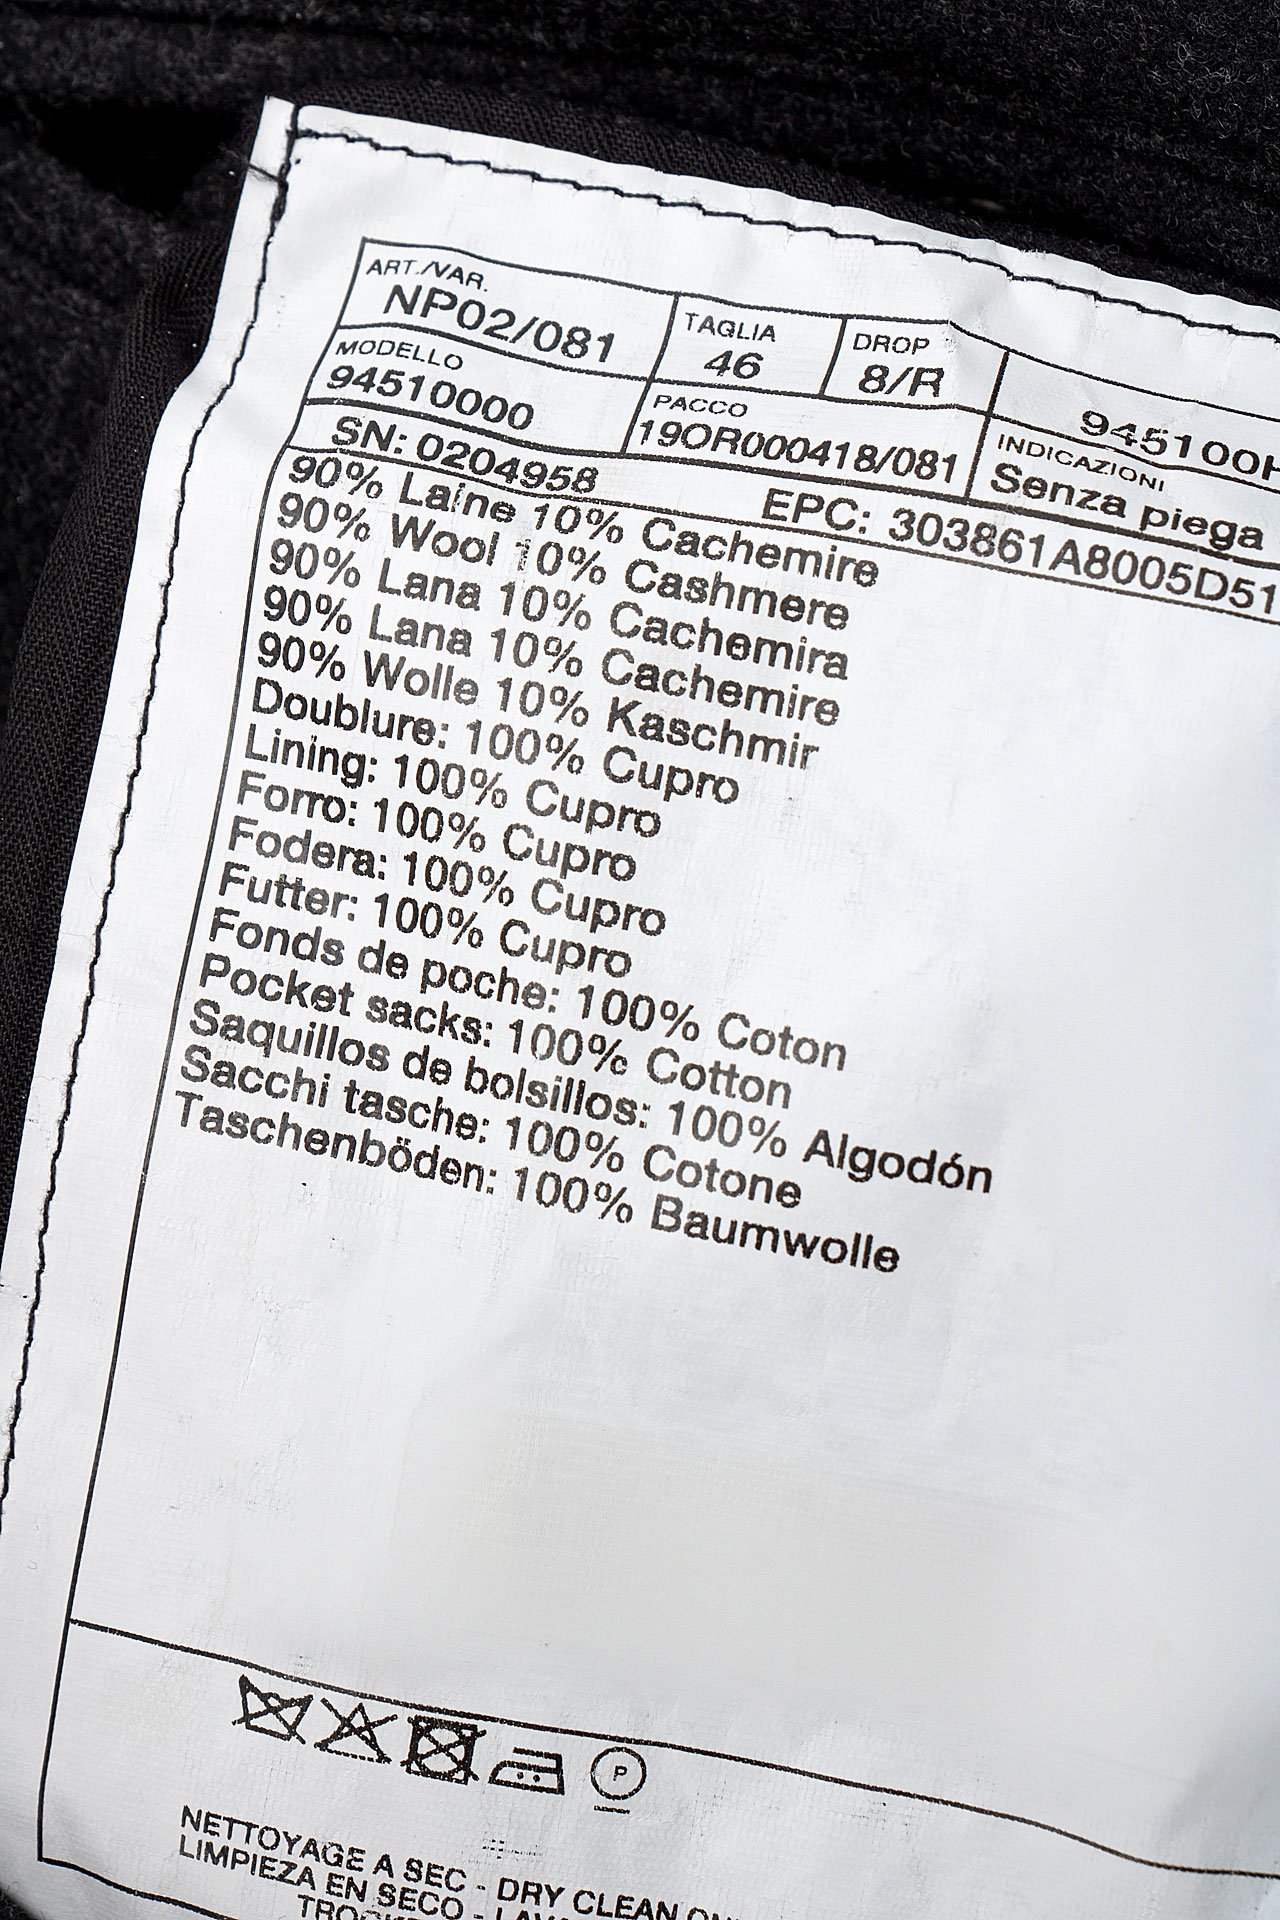 ART./VAR.
NP02/081
TAGLIA
46
DROP
8/R
MODELLO
94510000
PACCO
19OR000418/081
945100
INDICAZIONI
Senza piega
SN: 0204958
EPC: 303861A8005D51
90% Laine 10% Cachemire
90% Wool 10% Cashmere
90% Lana 10% Cachemira
90% Lana 10% Cachemire
90% Wolle 10% Kaschmir
Doublure: 100% Cupro
Lining: 100% Cupro
Forro: 100% Cupro
Fodera: 100% Cupro
Futter: 100% Cupro
Fonds de poche: 100% Coton
Pocket sacks: 100% Cotton
Saquillos de bolsillos: 100% Algodón
Sacchi tasche: 100% Cotone
Taschenböden: 100% Baumwolle
P
NETTOYAGE A SEC - DRY CLEAN
LIMPIEZA EN SECO -